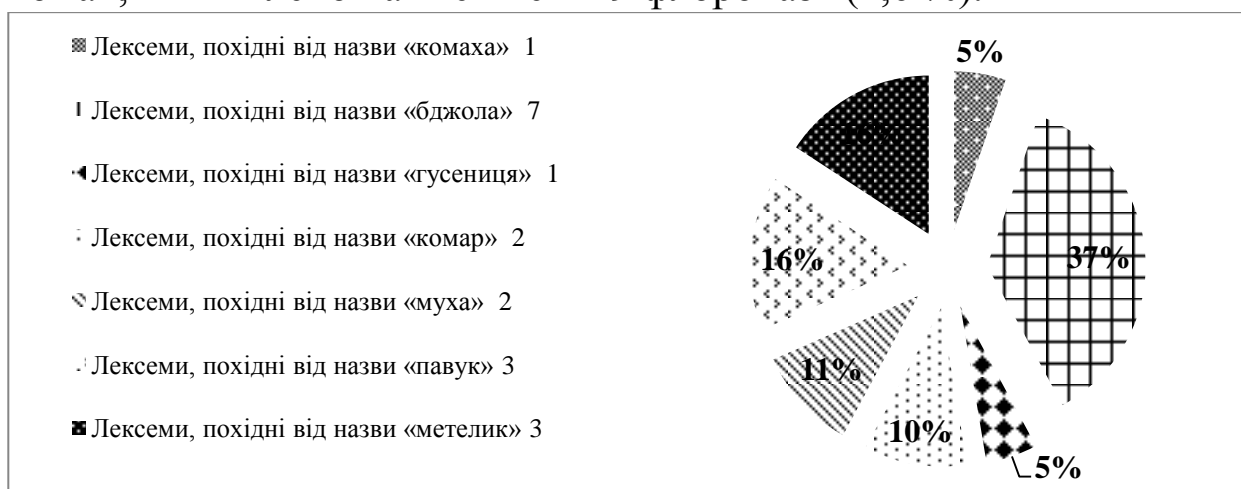 Лексеми, похідні від назви «комаха» 1
Лексеми, похідні від назви «бджола» 7
Лексеми, похідні від назви «гусениця» 1
Лексеми, похідні від назви «комар» 2
Лексеми, похідні від назви «муха» 2
Лексеми, похідні від назви «павук» 3
Лексеми, похідні від назви «метелик» 3
5%
37%
5%
10%
11%
16%